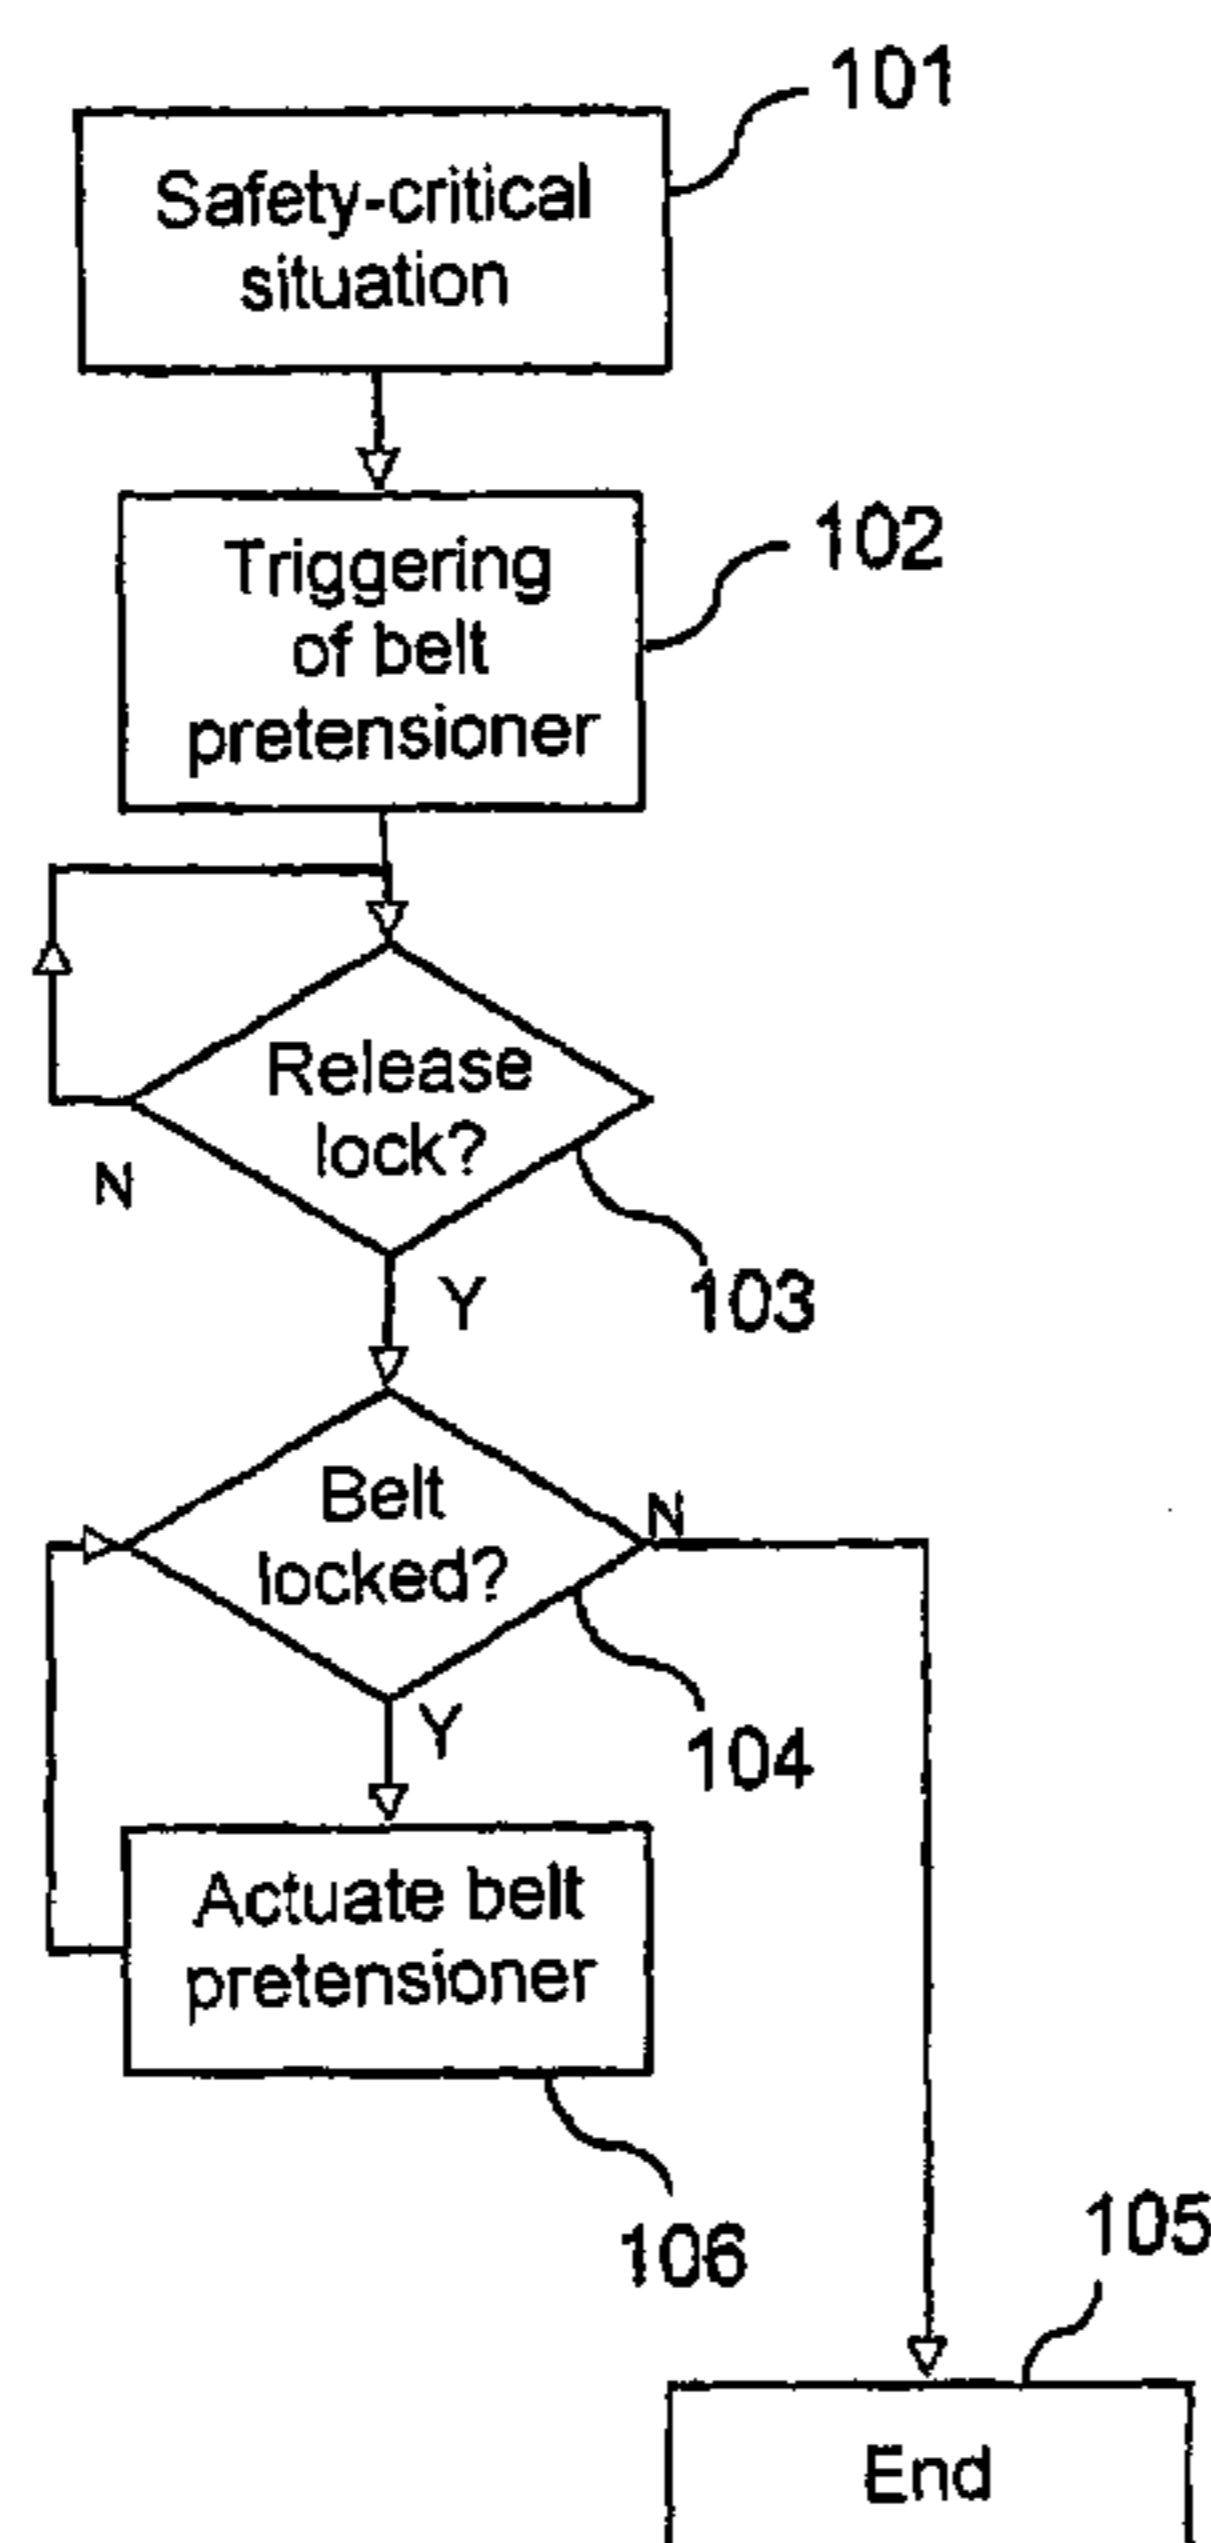 101
Safety-critical
situation
102
Triggering
of belt
pretensioner
Release
lock?
N
Y
103
Belt
locked?
N
Y
104
Actuate belt
pretensioner
106
105
End